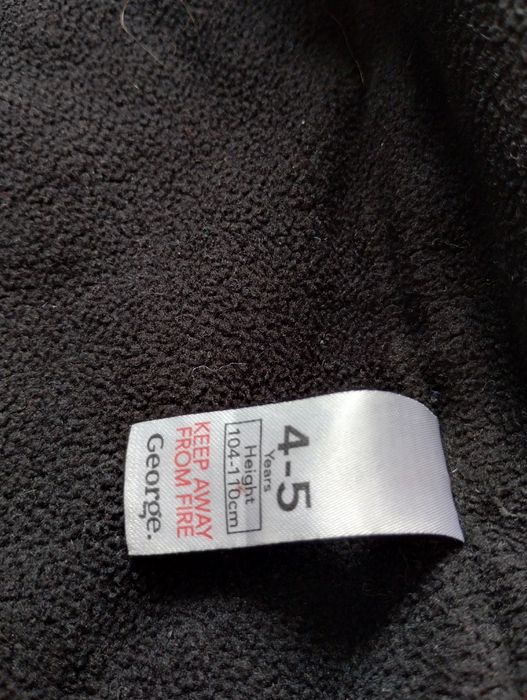 4-5
Years
Height
104-110cm
KEEP AWAY
FROM FIRE
George.